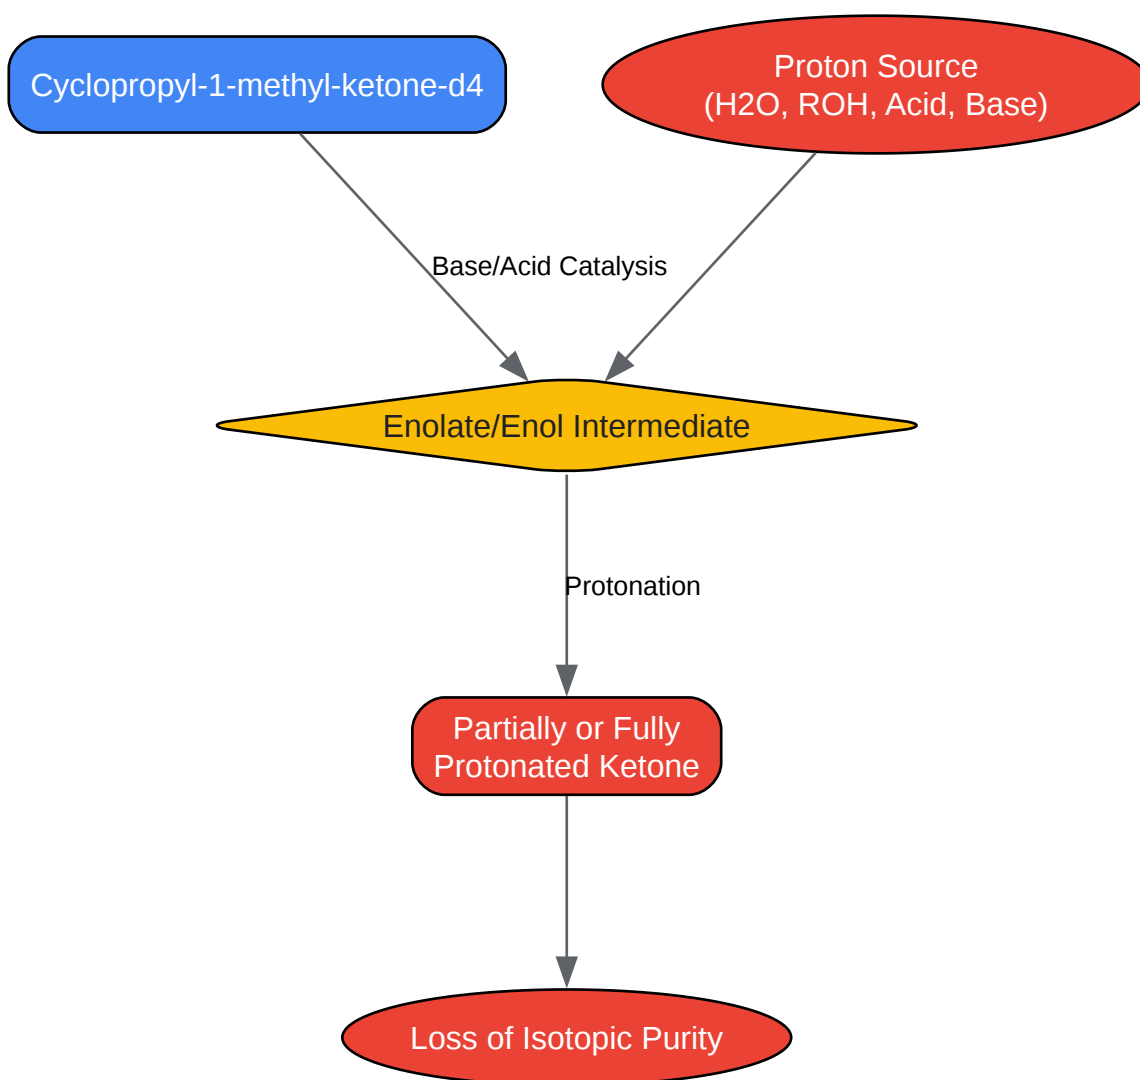 Cyclopropyl-1-methyl-ketone-d4
Proton Source
(H2O, ROH, Acid, Base)
Base/Acid Catalysis
Enolate/Enol Intermediate
Protonation
Partially or Fully
Protonated Ketone
Loss of Isotopic Purity